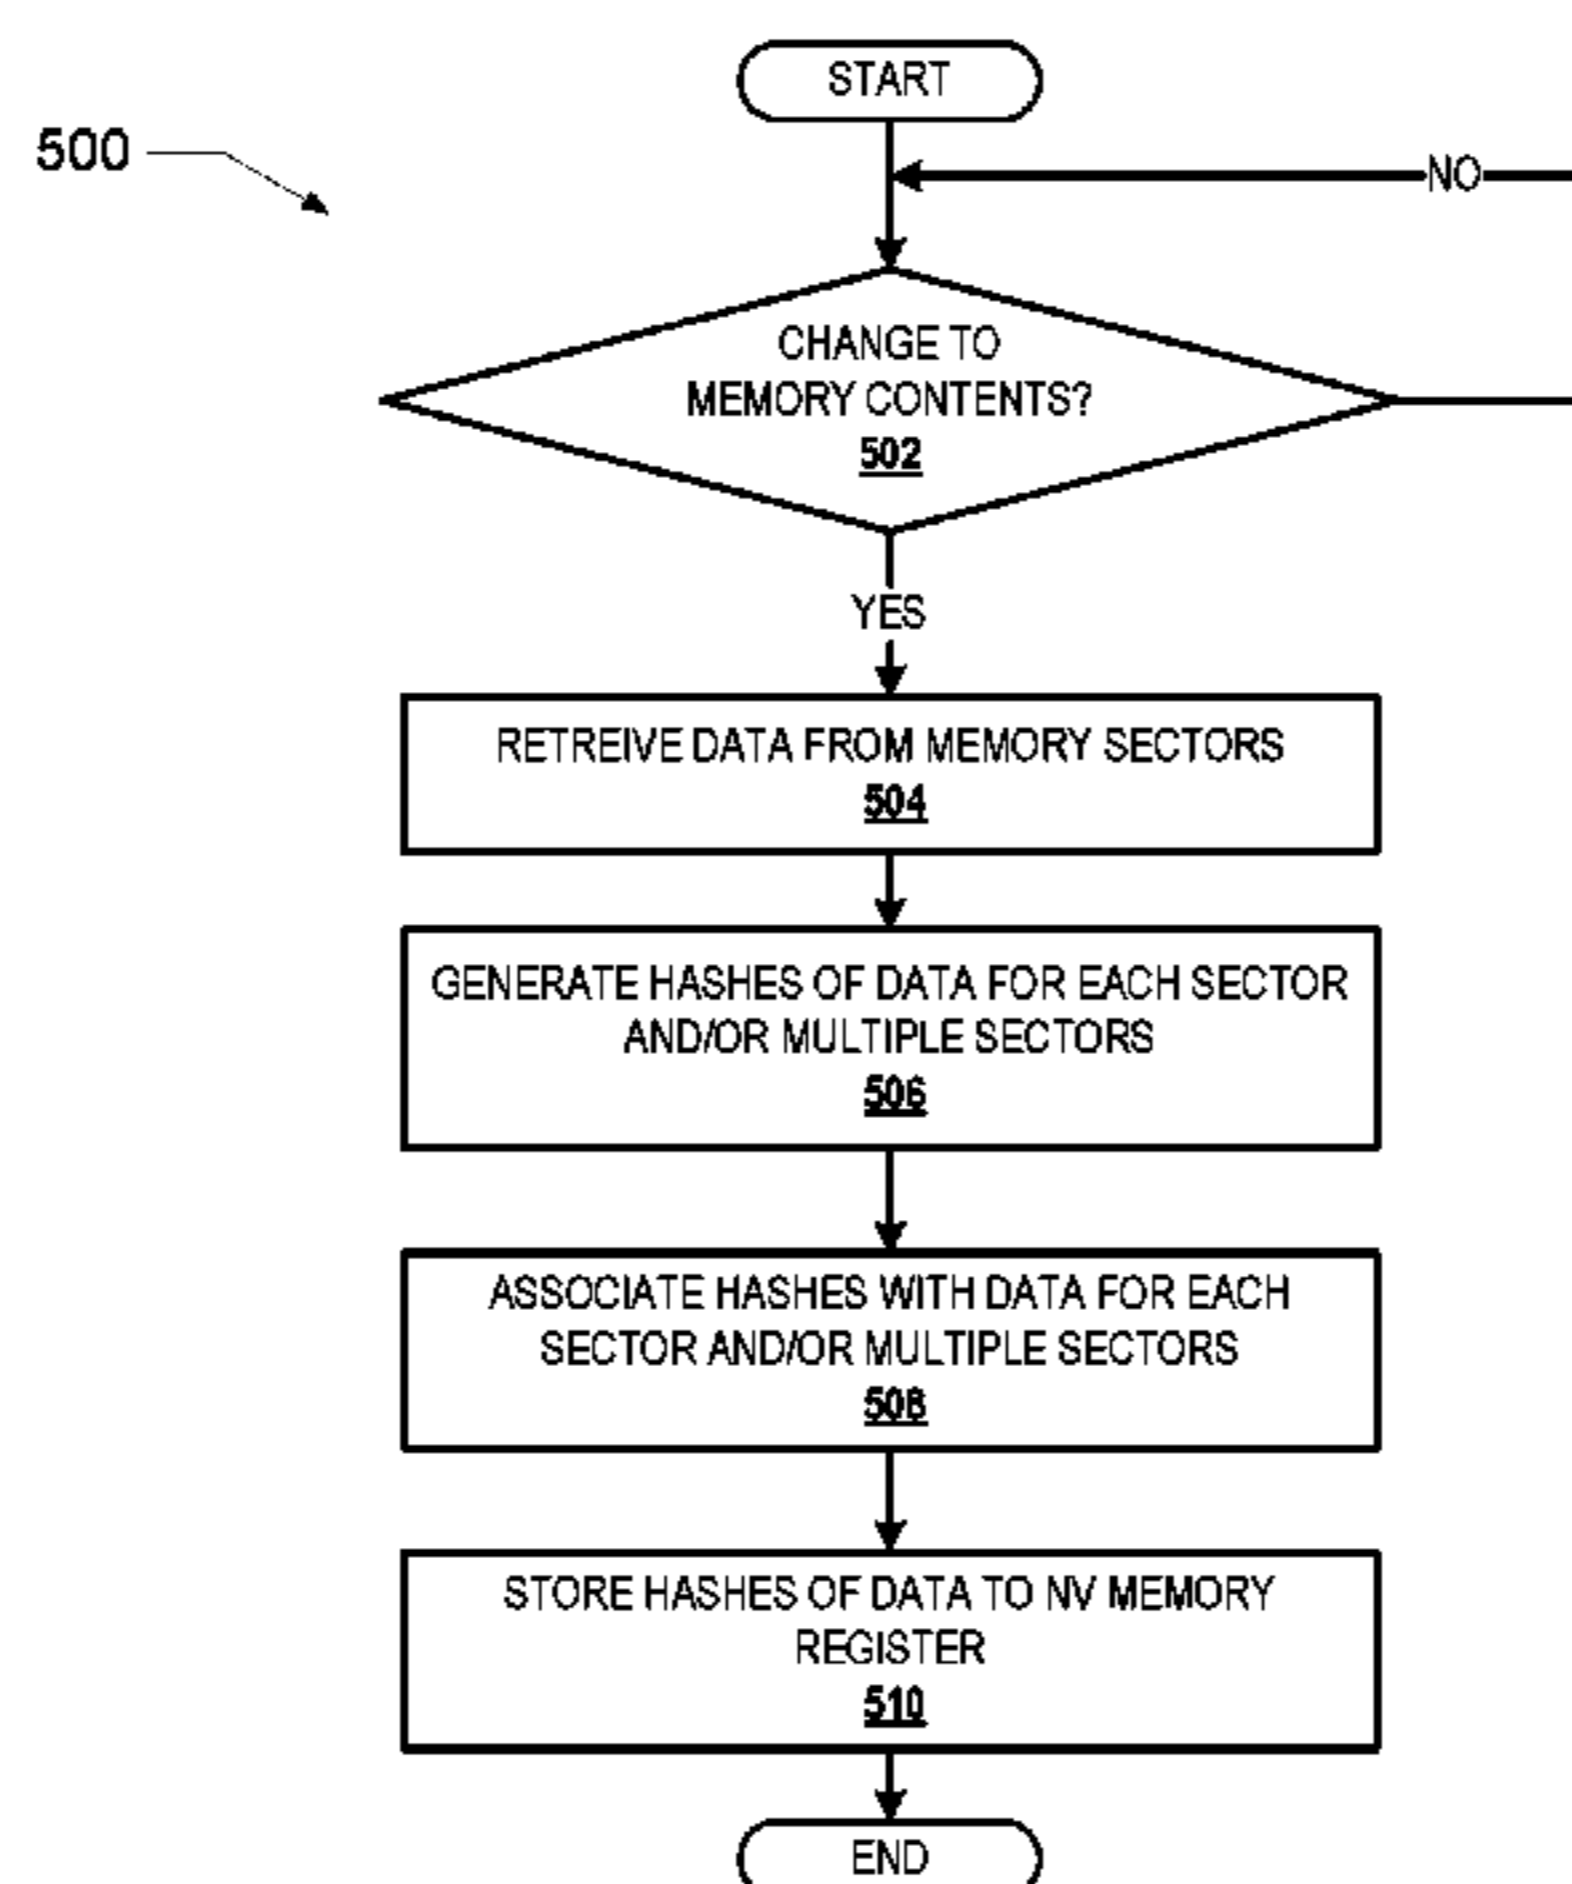 START
500
NO
CHANGE TO
MEMORY CONTENTS?
502
YES
RETREIVE DATA FROM MEMORY SECTORS
504
GENERATE HASHES OF DATA FOR EACH SECTOR
AND/OR MULTIPLE SECTORS
506
ASSOCIATE HASHES WITH DATA FOR EACH
SECTOR AND/OR MULTIPLE SECTORS
508
STORE HASHES OF DATA TO NV MEMORY
REGISTER
510
END